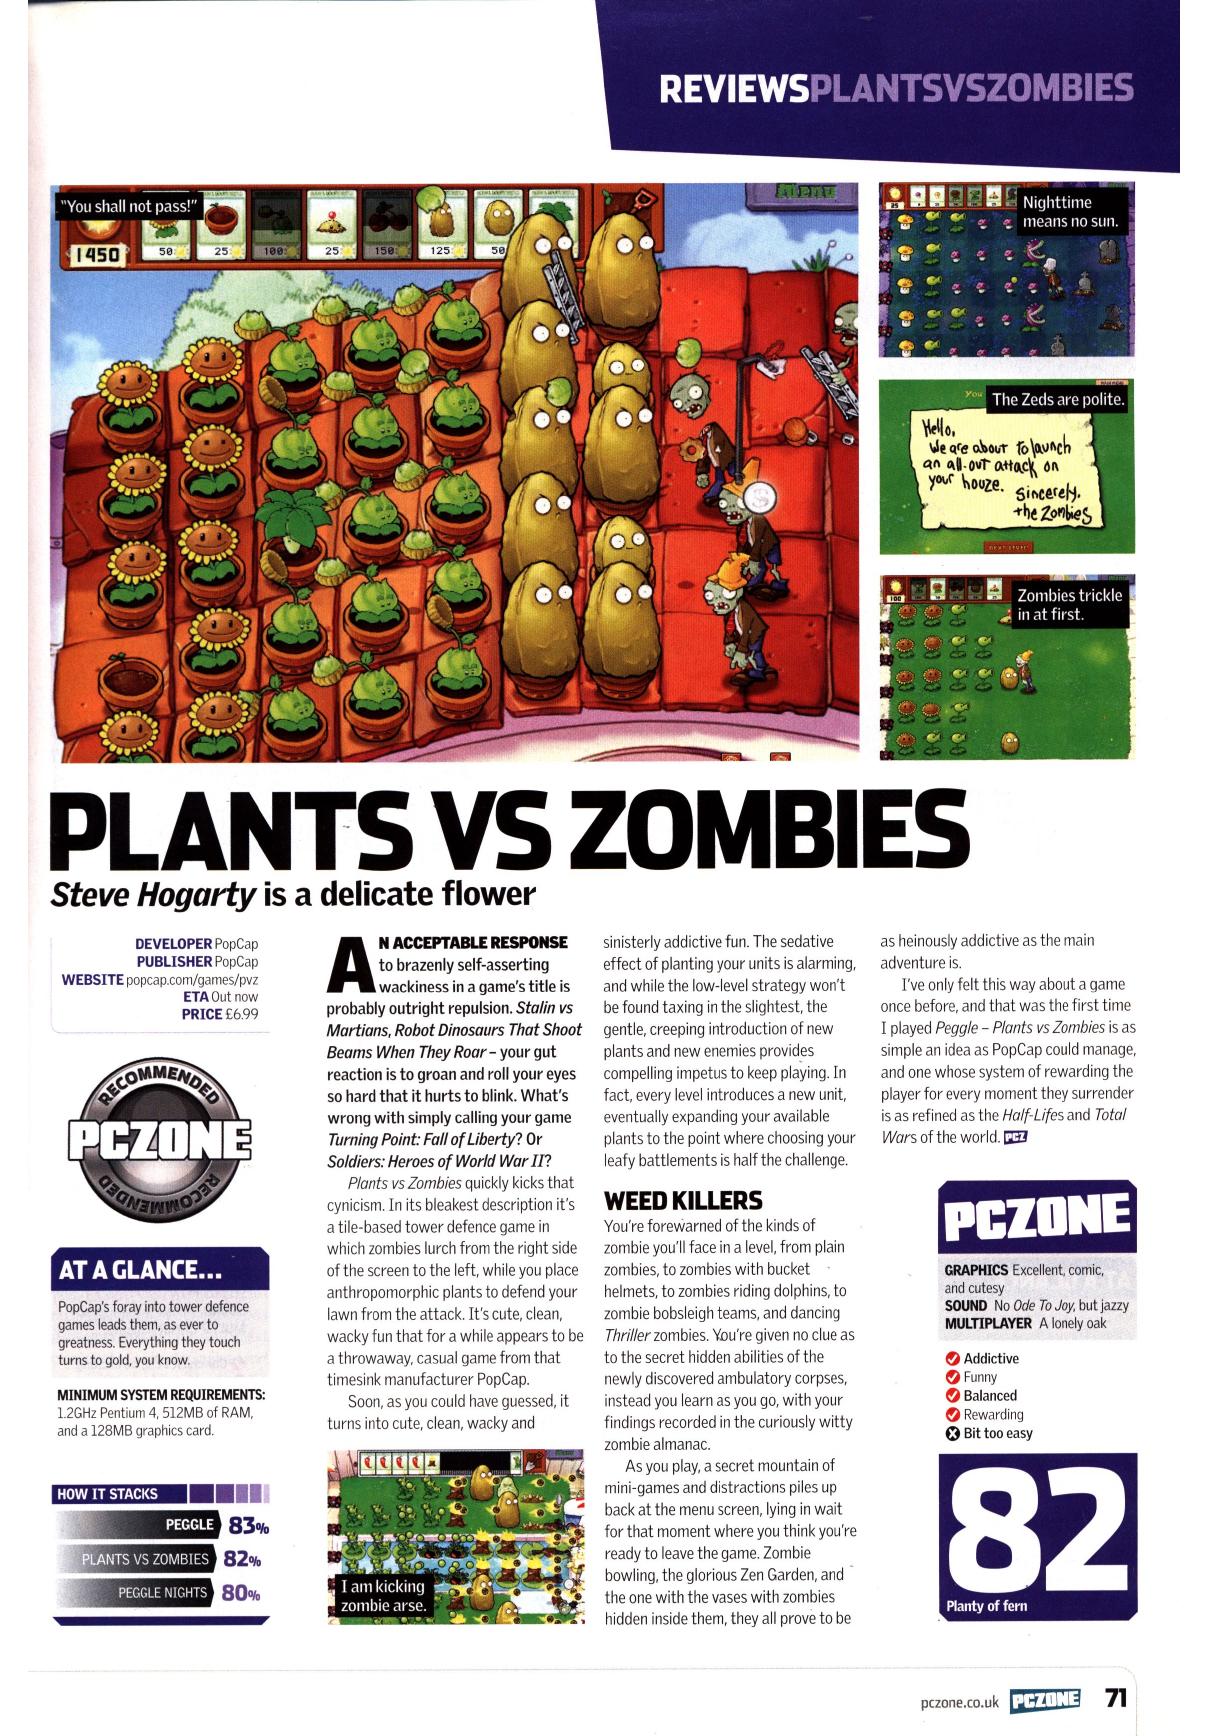 REVIEWSPLANTSVSZOMBIES
"You shall not pass!"
1450
50
25
100
25
150
125
50
Menu
Nighttime
means no sun.
25
The Zeds are polite.
You
Hello,
We are about to launch
an all-out attack on
your houze.
Sincerely,
the Zombies
NEXT LEVEL
Zombies trickle
in at first.
100
PLANTS VS ZOMBIES
Steve Hogarty is a delicate flower
DEVELOPER PopCap
PUBLISHER PopCap
WEBSITE popcap.com/games/pvz
ETA Out now
PRICE £6.99
RECOMMENDED
PCZONE
RECOMMENDED
AT A GLANCE...
PopCap's foray into tower defence
games leads them, as ever to
greatness. Everything they touch
turns to gold, you know.
MINIMUM SYSTEM REQUIREMENTS:
1.2GHz Pentium 4, 512MB of RAM,
and a 128MB graphics card.
HOW IT STACKS
PEGGLE 83%
PLANTS VS ZOMBIES 82%
PEGGLE NIGHTS 80%
AN ACCEPTABLE RESPONSE
to brazenly self-asserting
wackiness in a game's title is
probably outright repulsion. Stalin vs
Martians, Robot Dinosaurs That Shoot
Beams When They Roar – your gut
reaction is to groan and roll your eyes
so hard that it hurts to blink. What's
wrong with simply calling your game
Turning Point: Fall of Liberty? Or
Soldiers: Heroes of World War II?
Plants vs Zombies quickly kicks that
cynicism. In its bleakest description it's
a tile-based tower defence game in
which zombies lurch from the right side
of the screen to the left, while you place
anthropomorphic plants to defend your
lawn from the attack. It's cute, clean,
wacky fun that for a while appears to be
a throwaway, casual game from that
timesink manufacturer PopCap.
Soon, as you could have guessed, it
turns into cute, clean, wacky and
I am kicking
zombie arse.
sinisterly addictive fun. The sedative
effect of planting your units is alarming,
and while the low-level strategy won't
be found taxing in the slightest, the
gentle, creeping introduction of new
plants and new enemies provides
compelling impetus to keep playing. In
fact, every level introduces a new unit,
eventually expanding your available
plants to the point where choosing your
leafy battlements is half the challenge.
WEED KILLERS
You're forewarned of the kinds of
zombie you'll face in a level, from plain
zombies, to zombies with bucket
helmets, to zombies riding dolphins, to
zombie bobsleigh teams, and dancing
Thriller zombies. You're given no clue as
to the secret hidden abilities of the
newly discovered ambulatory corpses,
instead you learn as you go, with your
findings recorded in the curiously witty
zombie almanac.
As you play, a secret mountain of
mini-games and distractions piles up
back at the menu screen, lying in wait
for that moment where you think you're
ready to leave the game. Zombie
bowling, the glorious Zen Garden, and
the one with the vases with zombies
hidden inside them, they all prove to be
as heinously addictive as the main
adventure is.
I've only felt this way about a game
once before, and that was the first time
I played Peggle – Plants vs Zombies is as
simple an idea as PopCap could manage,
and one whose system of rewarding the
player for every moment they surrender
is as refined as the Half-Lifes and Total
Wars of the world. PCZ
PCZONE
GRAPHICS Excellent, comic,
and cutesy
SOUND No Ode To Joy, but jazzy
MULTIPLAYER A lonely oak
Addictive
Funny
Balanced
Rewarding
Bit too easy
82
Planty of fern
pczone.co.uk PCZONE 71